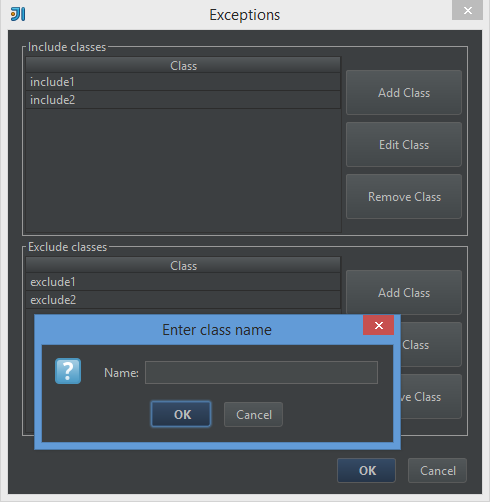 Exceptions
Include classes
Class
include1
include2
Add Class
Edit Class
Remove Class
Exclude classes
Class
exclude1
exclude2
Add Class
Class
Class
Enter class name
?
Name:
OK
Cancel
OK
Cancel